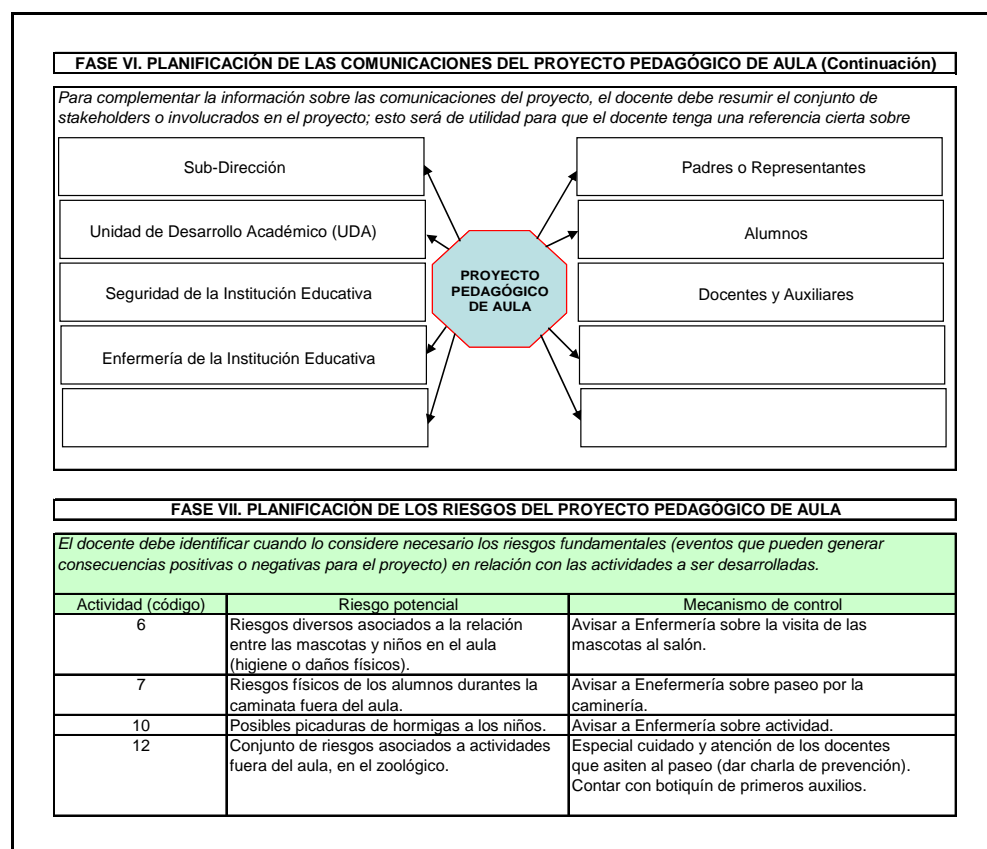 FASE VI. PLANIFICACIÓN DE LAS COMUNICACIONES DEL PROYECTO PEDAGÓGICO DE AULA (Continuación)
Para complementar la información sobre las comunicaciones del proyecto, el docente debe resumir el conjunto de
stakeholders o involucrados en el proyecto; esto será de utilidad para que el docente tenga una referencia cierta sobre
Sub-Dirección
Padres o Representantes
Unidad de Desarrollo Académico (UDA)
Alumnos
PROYECTO
PEDAGÓGICO
DE AULA
Seguridad de la Institución Educativa
Docentes y Auxiliares
Enfermería de la Institución Educativa
FASE VII. PLANIFICACIÓN DE LOS RIESGOS DEL PROYECTO PEDAGÓGICO DE AULA
El docente debe identificar cuando lo considere necesario los riesgos fundamentales (eventos que pueden generar
consecuencias positivas o negativas para el proyecto) en relación con las actividades a ser desarrolladas.
Actividad (código)
Riesgo potencial
Mecanismo de control
6
Riesgos diversos asociados a la relación
entre las mascotas y niños en el aula
(higiene o daños físicos).
Avisar a Enfermería sobre la visita de las
mascotas al salón.
7
Riesgos físicos de los alumnos durantes la
caminata fuera del aula.
Avisar a Enefermería sobre paseo por la
caminería.
10
Posibles picaduras de hormigas a los niños.
Avisar a Enfermería sobre actividad.
12
Conjunto de riesgos asociados a actividades
fuera del aula, en el zoológico.
Especial cuidado y atención de los docentes
que asiten al paseo (dar charla de prevención).
Contar con botiquín de primeros auxilios.